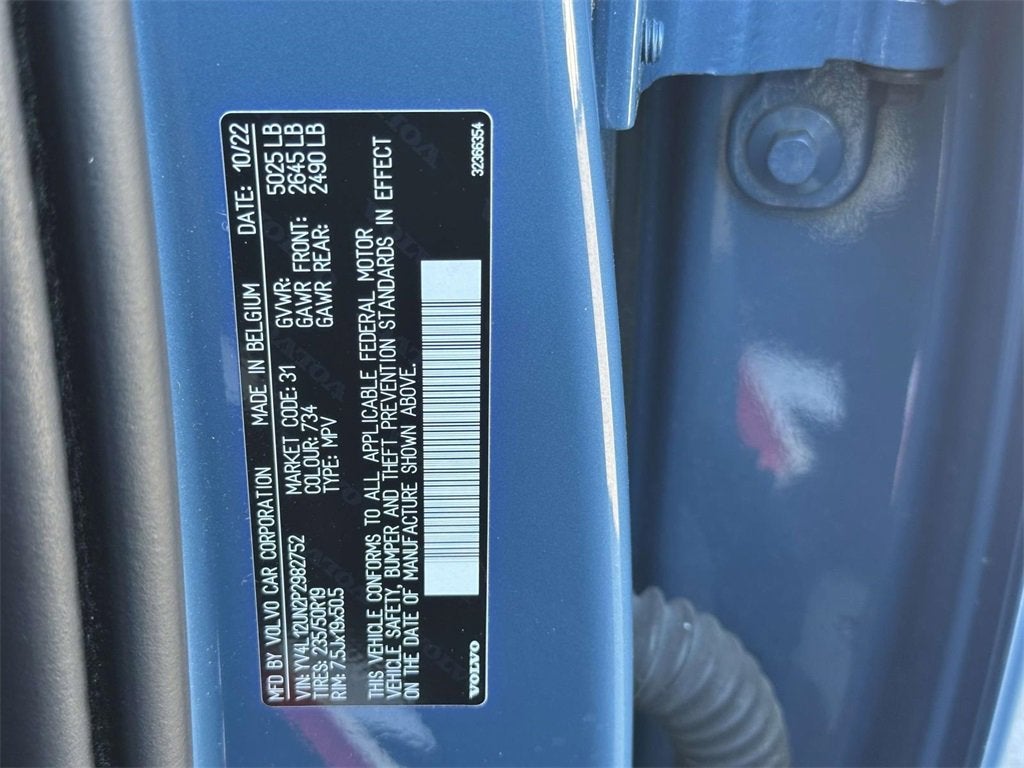 MFD BY VOLVO CAR CORPORATION MADE IN BELGIUM DATE: 10/22
VIN: YV4L12UN2P2982752 MARKET CODE: 31 GVWR: 5025 LB
TIRES: 235/50R19 COLOUR: 734 GAWR FRONT: 2645 LB
RIM: 7.5Jx19x50.5 TYPE: MPV GAWR REAR: 2490 LB
THIS VEHICLE CONFORMS TO ALL APPLICABLE FEDERAL MOTOR
VEHICLE SAFETY, BUMPER AND THEFT PREVENTION STANDARDS IN EFFECT
ON THE DATE OF MANUFACTURE SHOWN ABOVE.
VOLVO 32366354